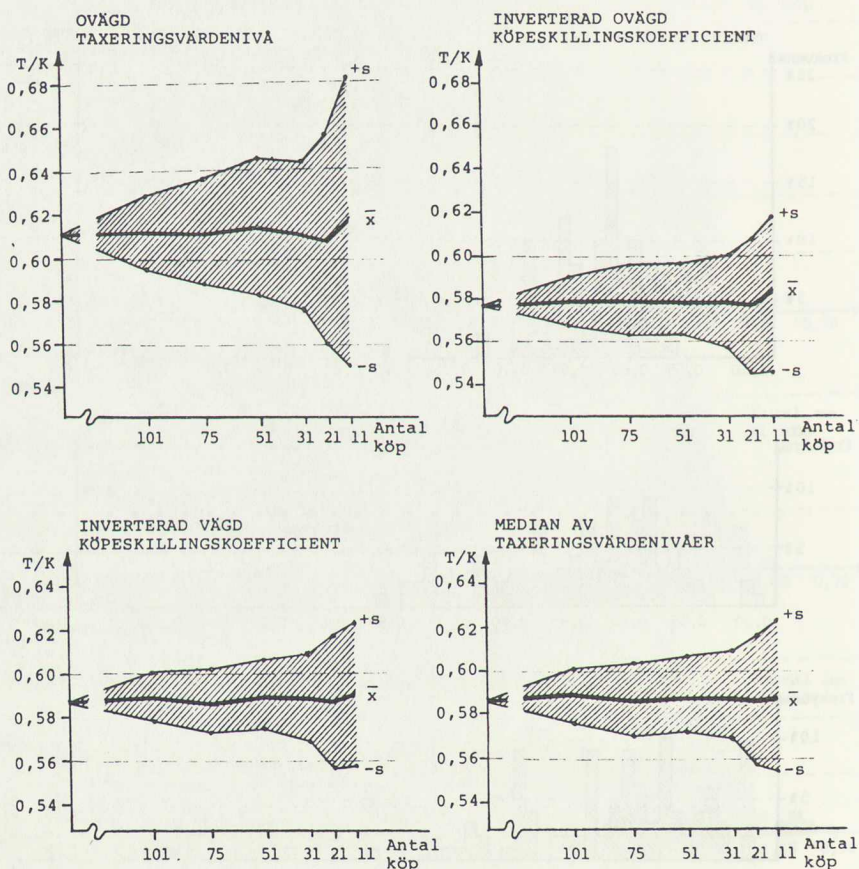 OVÄGD
TAXERINGSVÄRDENIVÅ
T/K
0,68
0,66
0,64
0,62
0,60
0,58
0,56
0,54
+s
x̄
-s
101 75 51 31 21 11 Antal
köp
INVERTERAD OVÄGD
KÖPESKILLINGSKOEFFICIENT
T/K
0,68
0,66
0,64
0,62
0,60
0,58
0,56
0,54
+s
x̄
-s
101 75 51 31 21 11 Antal
köp
INVERTERAD VÄGD
KÖPESKILLINGSKOEFFICIENT
T/K
0,64
0,62
0,60
0,58
0,56
0,54
+s
x̄
-s
101 75 51 31 21 11 Antal
köp
MEDIAN AV
TAXERINGSVÄRDENIVÅER
T/K
0,64
0,62
0,60
0,58
0,56
0,54
+s
x̄
-s
101 75 51 31 21 11 Antal
köp